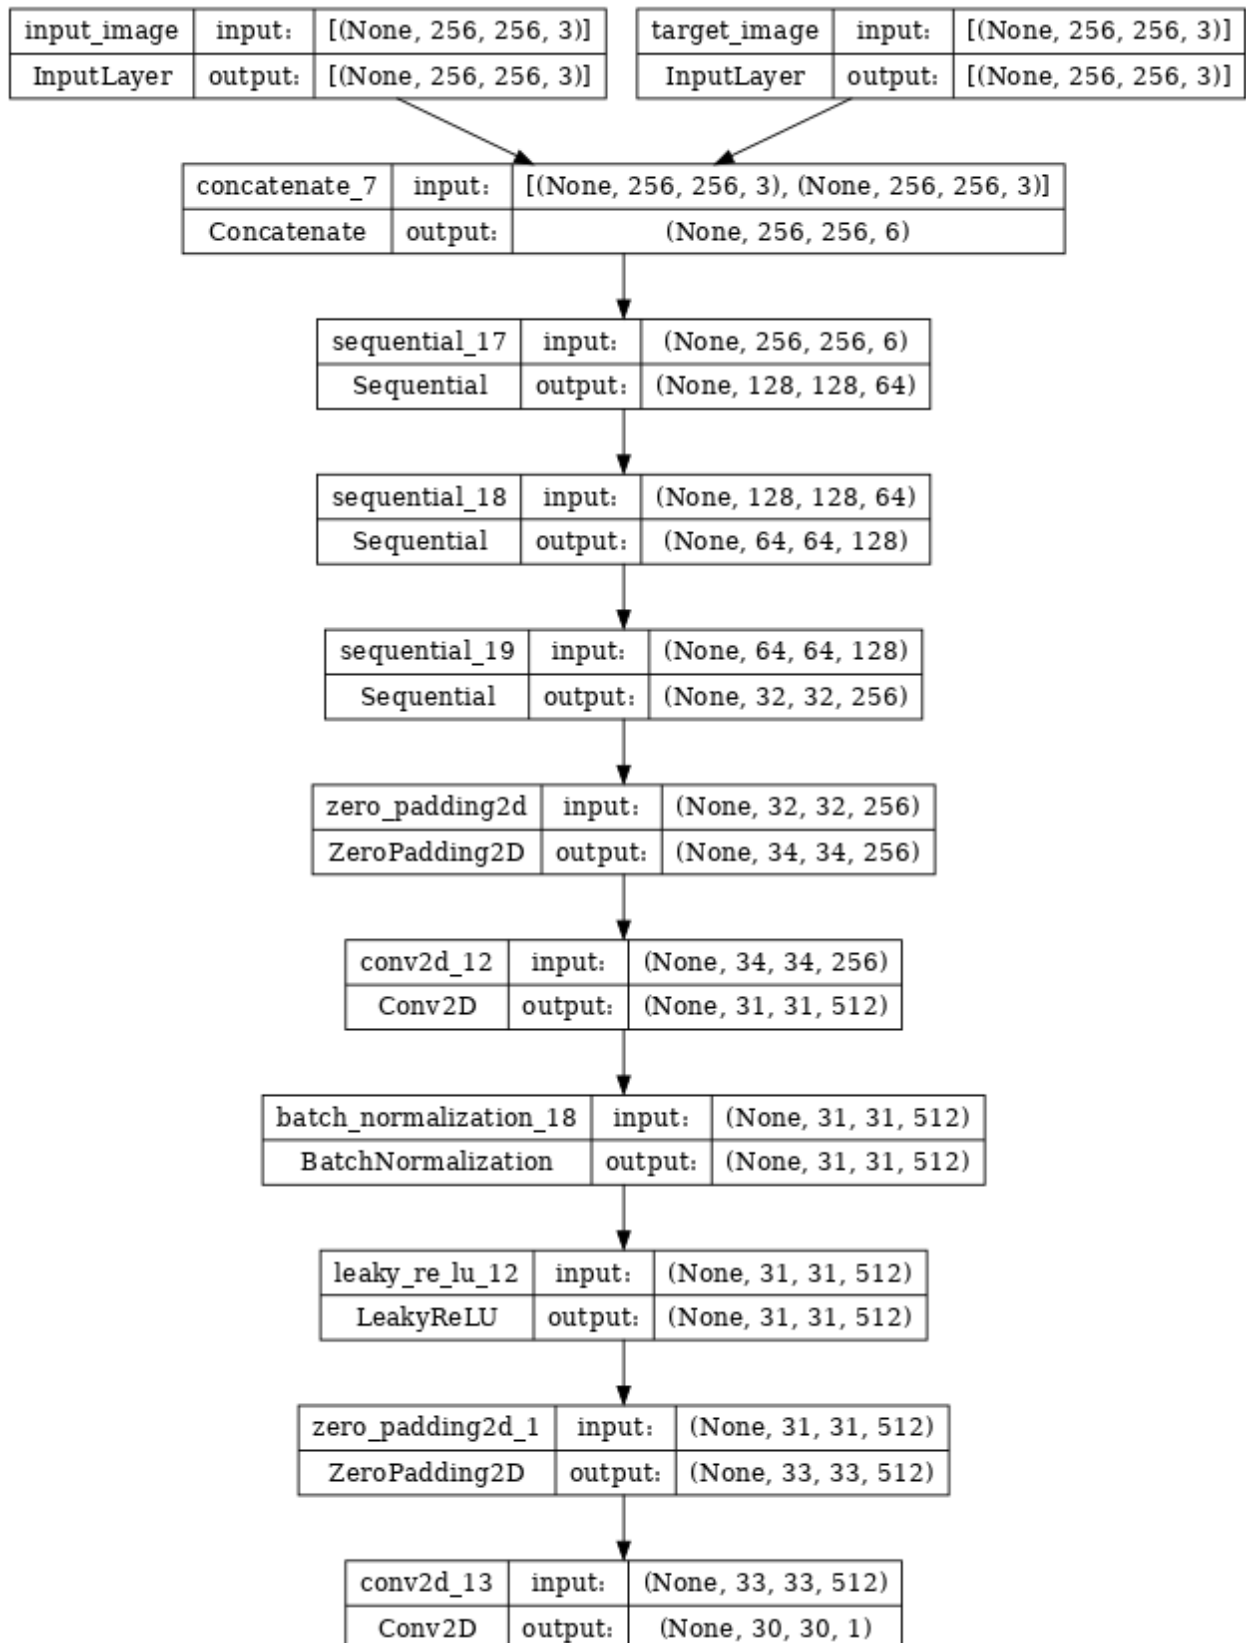 input_image input: [(None, 256, 256, 3)]
InputLayer output: [(None, 256, 256, 3)]
target_image input: [(None, 256, 256, 3)]
InputLayer output: [(None, 256, 256, 3)]
concatenate_7 input: [(None, 256, 256, 3), (None, 256, 256, 3)]
Concatenate output: (None, 256, 256, 6)
sequential_17 input: (None, 256, 256, 6)
Sequential output: (None, 128, 128, 64)
sequential_18 input: (None, 128, 128, 64)
Sequential output: (None, 64, 64, 128)
sequential_19 input: (None, 64, 64, 128)
Sequential output: (None, 32, 32, 256)
zero_padding2d input: (None, 32, 32, 256)
ZeroPadding2D output: (None, 34, 34, 256)
conv2d_12 input: (None, 34, 34, 256)
Conv2D output: (None, 31, 31, 512)
batch_normalization_18 input: (None, 31, 31, 512)
BatchNormalization output: (None, 31, 31, 512)
leaky_re_lu_12 input: (None, 31, 31, 512)
LeakyReLU output: (None, 31, 31, 512)
zero_padding2d_1 input: (None, 31, 31, 512)
ZeroPadding2D output: (None, 33, 33, 512)
conv2d_13 input: (None, 33, 33, 512)
Conv2D output: (None, 30, 30, 1)